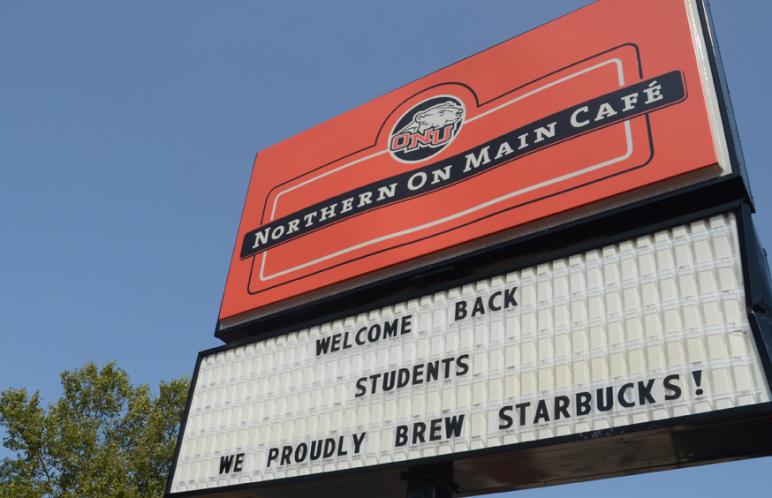 ONU
NORTHERN ON MAIN CAFÉ
WELCOME BACK
STUDENTS
WE PROUDLY BREW STARBUCKS!